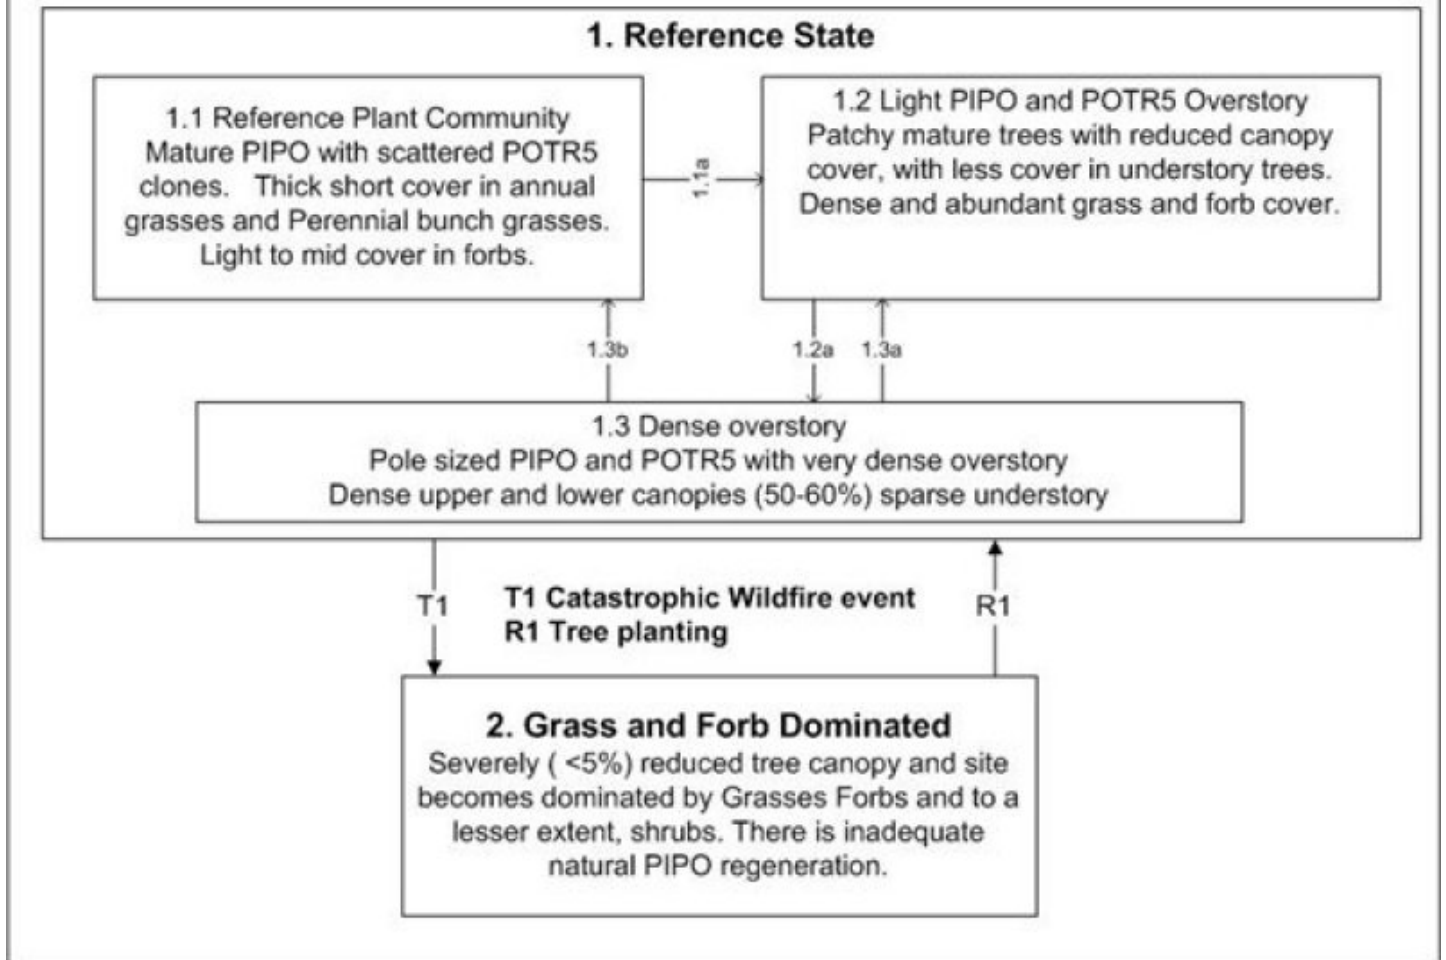 1. Reference State
1.1 Reference Plant Community
Mature PIPO with scattered POTR5
clones. Thick short cover in annual
grasses and Perennial bunch grasses.
Light to mid cover in forbs.
1.1a
1.2 Light PIPO and POTR5 Overstory
Patchy mature trees with reduced canopy
cover, with less cover in understory trees.
Dense and abundant grass and forb cover.
1.3b
1.2a
1.3a
1.3 Dense overstory
Pole sized PIPO and POTR5 with very dense overstory
Dense upper and lower canopies (50-60%) sparse understory
T1
T1 Catastrophic Wildfire event
R1 Tree planting
R1
2. Grass and Forb Dominated
Severely ( <5%) reduced tree canopy and site
becomes dominated by Grasses Forbs and to a
lesser extent, shrubs. There is inadequate
natural PIPO regeneration.